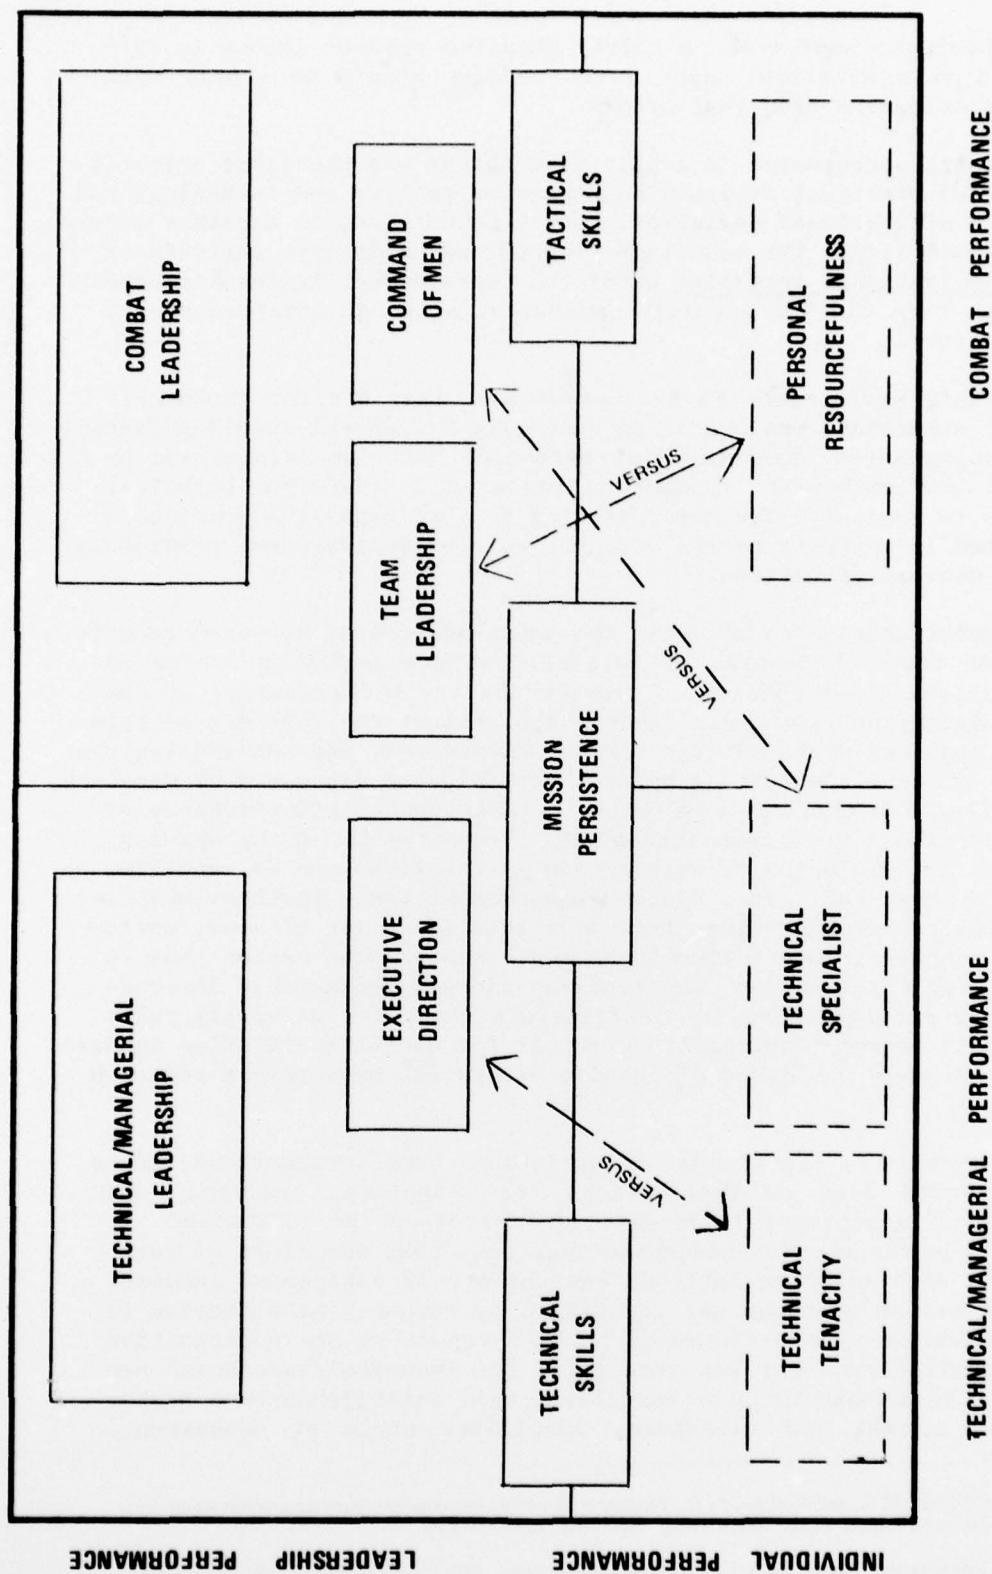 TECHNICAL/MANAGERIAL
LEADERSHIP
COMBAT
LEADERSHIP
EXECUTIVE
DIRECTION
TEAM
LEADERSHIP
COMMAND
OF MEN
TECHNICAL
SKILLS
MISSION
PERSISTENCE
TACTICAL
SKILLS
VERSUS
VERSUS
VERSUS
TECHNICAL
TENACITY
TECHNICAL
SPECIALIST
PERSONAL
RESOURCEFULNESS
LEADERSHIP PERFORMANCE
INDIVIDUAL PERFORMANCE
TECHNICAL/MANAGERIAL PERFORMANCE
COMBAT PERFORMANCE